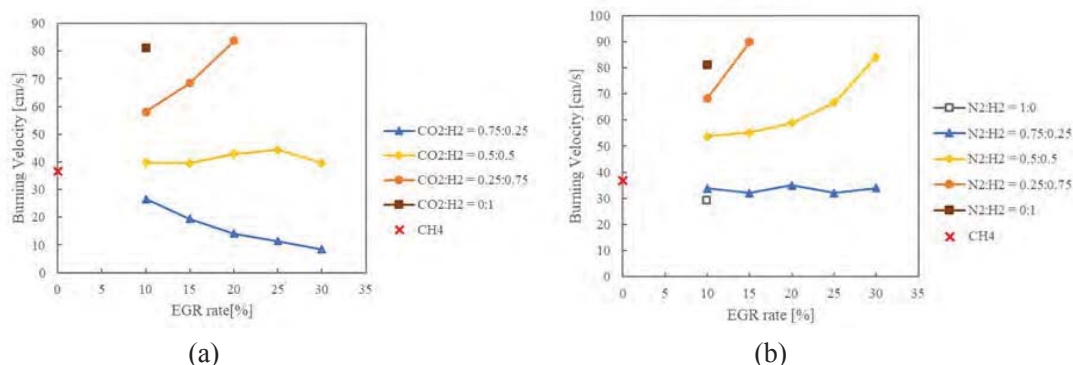 90
80
70
60
50
40
30
20
10
0
Burning Velocity [cm/s]
0 5 10 15 20 25 30 35
EGR rate[%]
CO2:H2 = 0.75:0.25
CO2:H2 = 0.5:0.5
CO2:H2 = 0.25:0.75
CO2:H2 = 0:1
CH4
(a)
100
90
80
70
60
50
40
30
20
10
0
Burning Velocity [cm/s]
0 5 10 15 20 25 30 35
EGR rate [%]
N2:H2 = 1:0
N2:H2 = 0.75:0.25
N2:H2 = 0.5:0.5
N2:H2 = 0.25:0.75
N2:H2 = 0:1
CH4
(b)